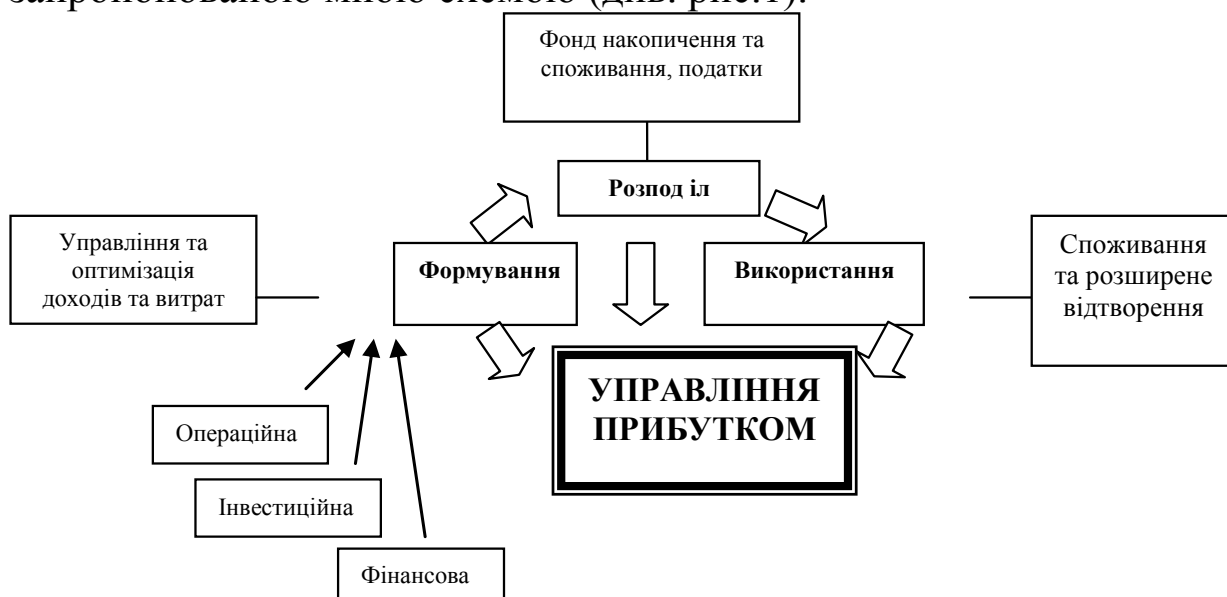 запропонованою мною схемою (див. рис.1).
Фонд накопичення та
споживання, податки
Розпод іл
Управління та
оптимізація
доходів та витрат
Формування
Використання
Споживання
та розширене
відтворення
УПРАВЛІННЯ
ПРИБУТКОМ
Операційна
Інвестиційна
Фінансова